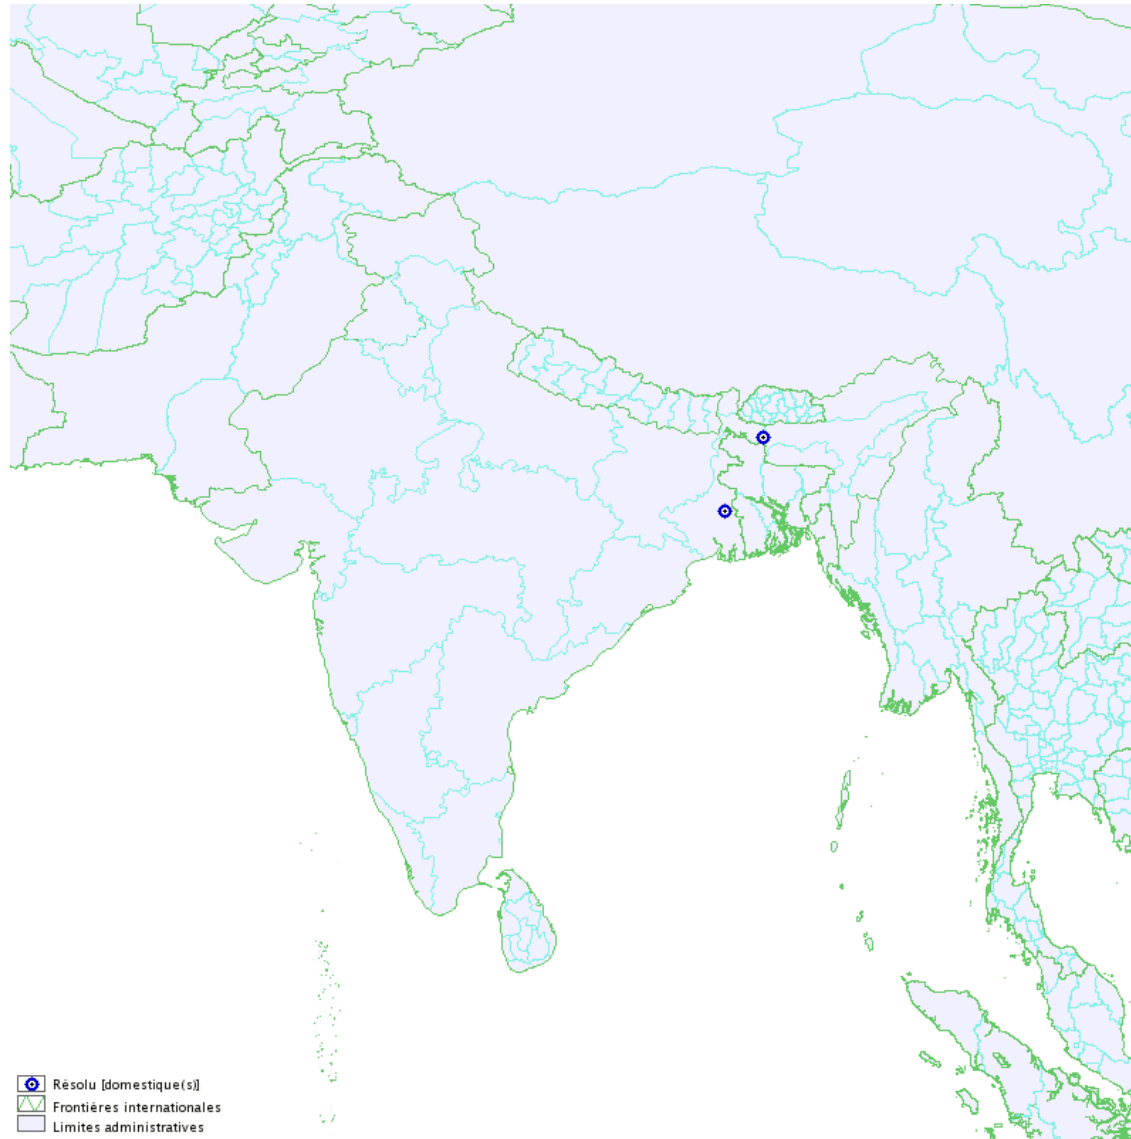 Résolu [domestique(s)]
Frontières internationales
Limites administratives